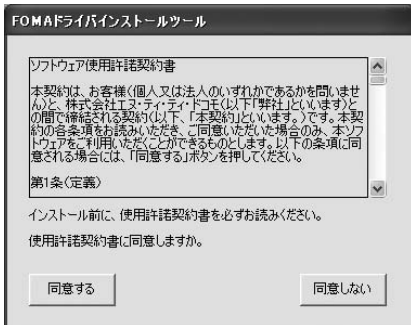 FOMAドライバインストールツール
ソフトウェア使用許諾契約書
本契約は、お客様(個人又は法人のいずれかであるかを問いませ
ん)と、株式会社エヌ・ティ・ティ・ドコモ(以下「弊社」といいます)と
の間で締結される契約(以下、「本契約」といいます。)です。本契
約の各条項をお読みいただき、ご同意いただいた場合のみ、本ソフ
トウェアをご利用いただくことができるものとします。以下の条項に同
意される場合には、「同意する」ボタンを押してください。
第1条(定義)
インストール前に、使用許諾契約書を必ずお読みください。
使用許諾契約書に同意しますか。
同意する
同意しない